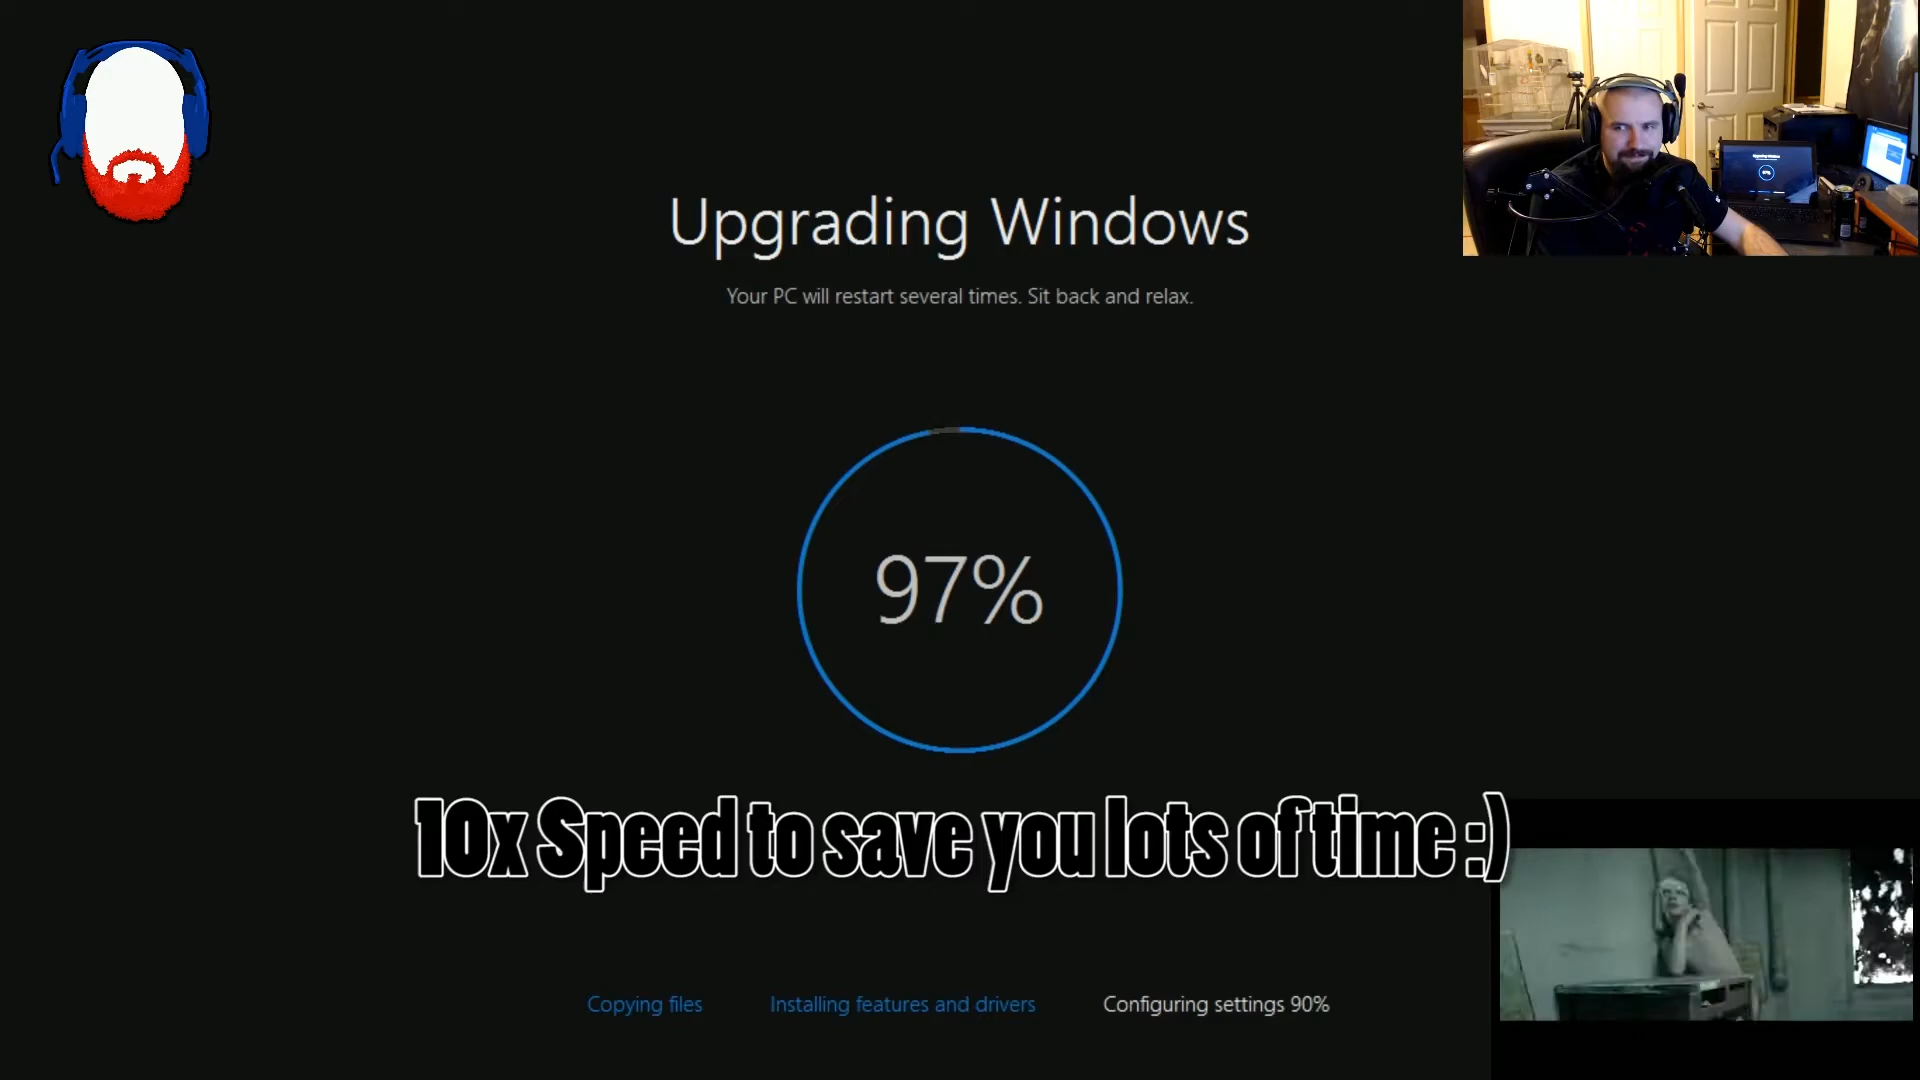 Upgrading Windows
Your PC will restart several times. Sit back and relax.
97%
10x Speed to save you lots of time :)
Copying files
Installing features and drivers
Configuring settings 90%